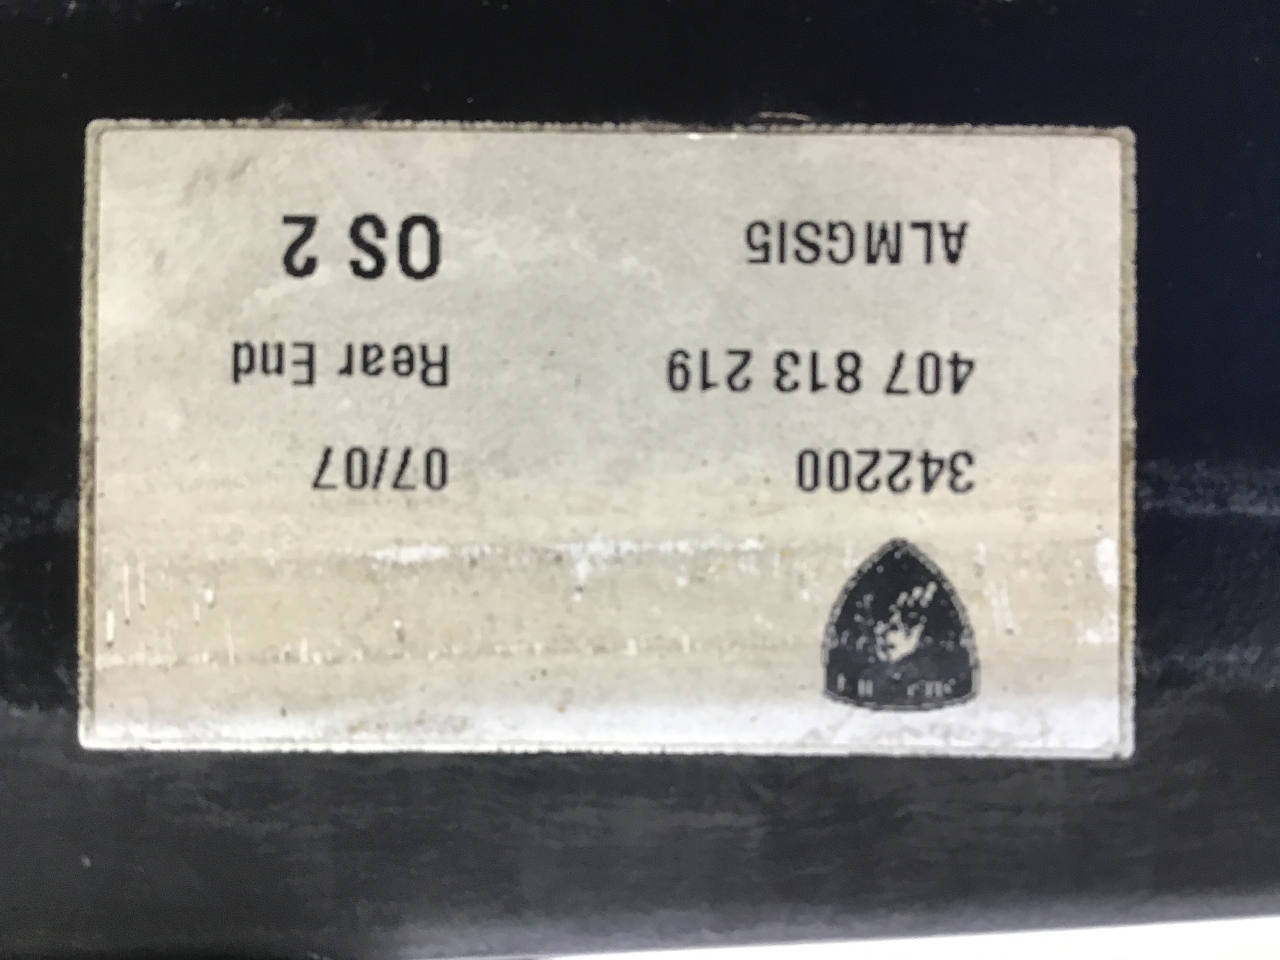 342200 07/07
407 813 219 Rear End
ALMGSI5 OS 2